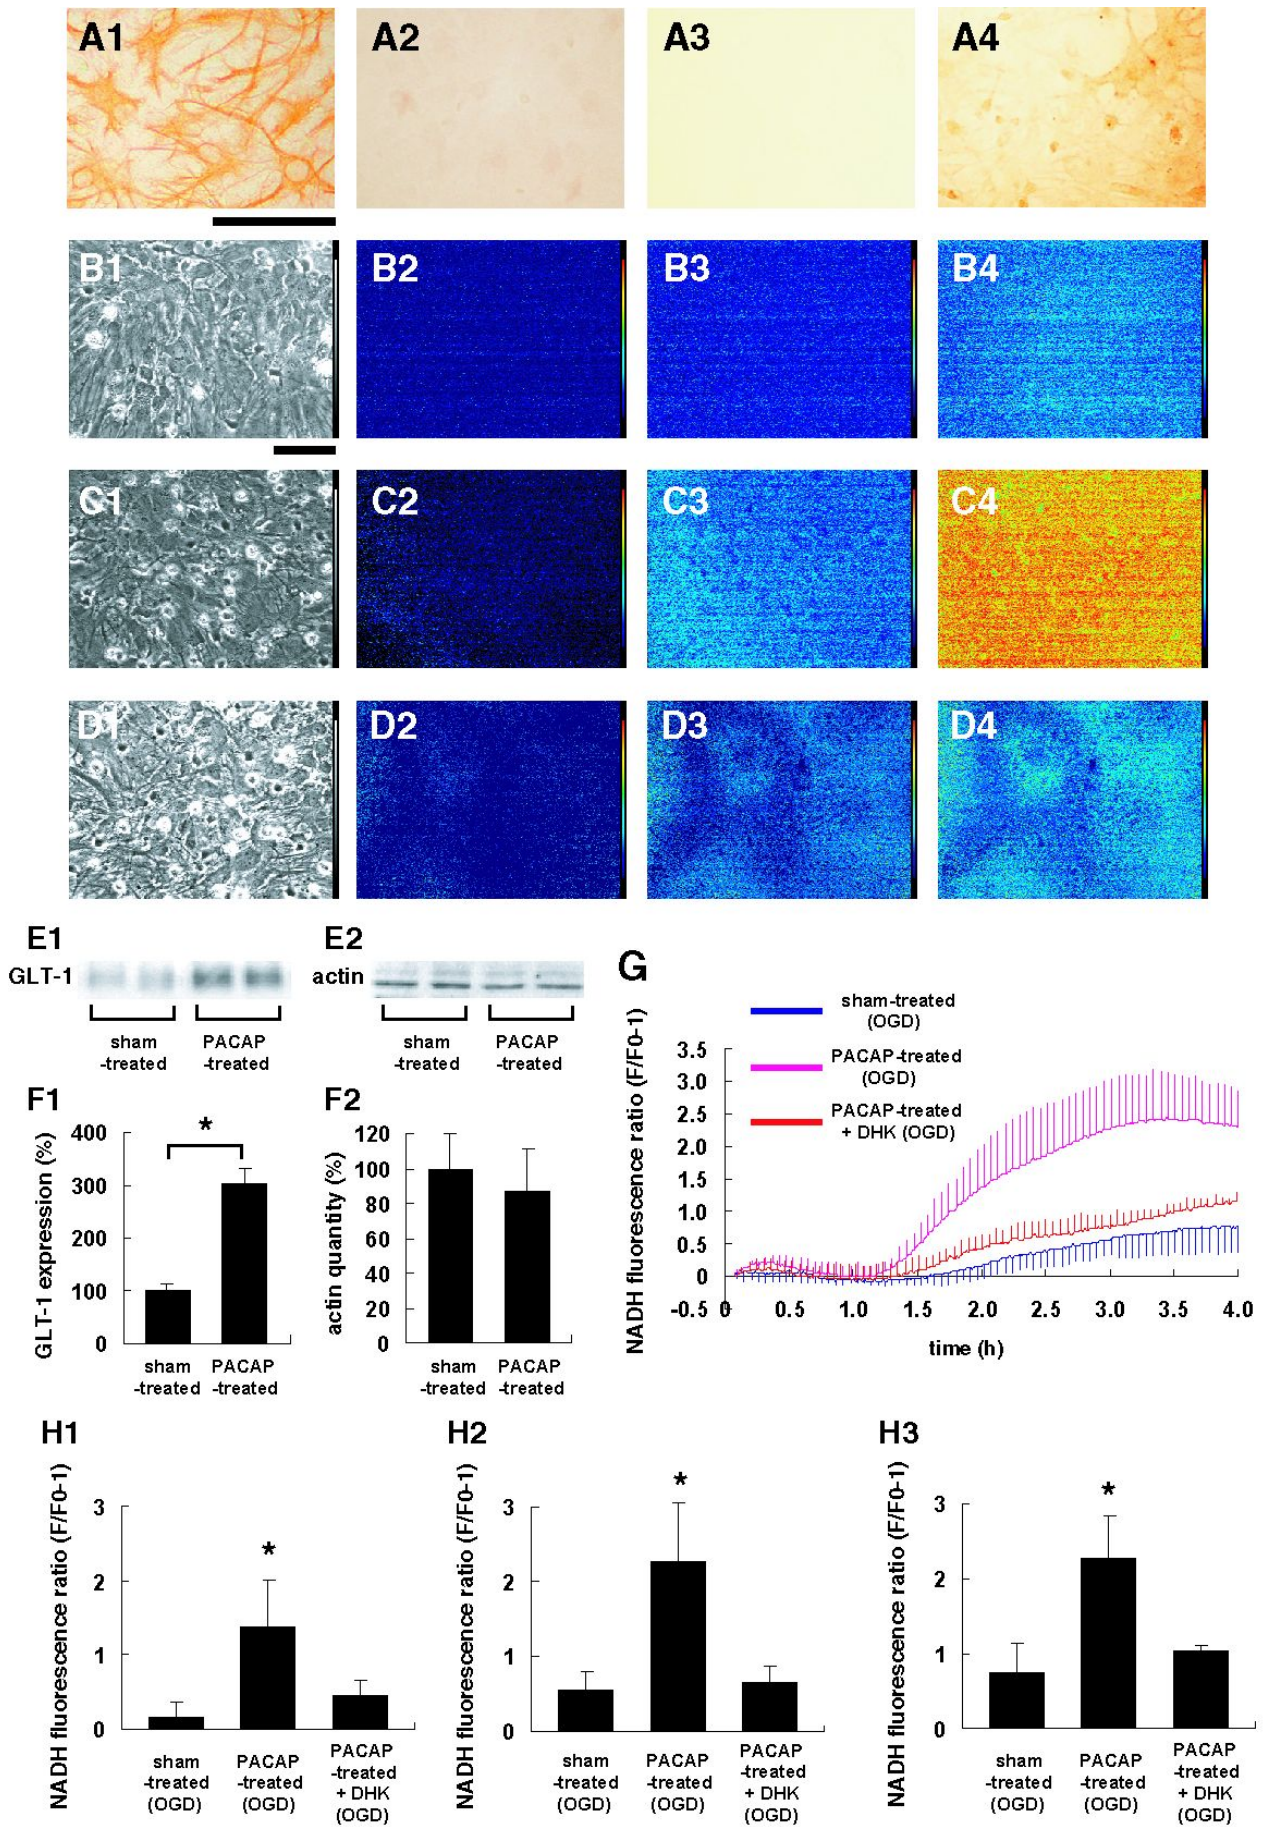 A1 A2 A3 A4
B1 B2 B3 B4
C1 C2 C3 C4
D1 D2 D3 D4
E1
GLT-1
sham
-treated
PACAP
-treated
E2
actin
sham
-treated
PACAP
-treated
F1
GLT-1 expression (%)
400
300
200
100
0
*
sham
-treated
PACAP
-treated
F2
actin quantity (%)
120
100
80
60
40
20
0
sham
-treated
PACAP
-treated
G
NADH fluorescence ratio (F/F0-1)
sham-treated
(OGD)
PACAP-treated
(OGD)
PACAP-treated
+ DHK (OGD)
3.5
3.0
2.5
2.0
1.5
1.0
0.5
0
-0.5
0 0.5 1.0 1.5 2.0 2.5 3.0 3.5 4.0
time (h)
H1
NADH fluorescence ratio (F/F0-1)
3
2
1
0
*
sham
-treated
(OGD)
PACAP
-treated
(OGD)
PACAP
-treated
+ DHK
(OGD)
H2
NADH fluorescence ratio (F/F0-1)
3
2
1
0
*
sham
-treated
(OGD)
PACAP
-treated
(OGD)
PACAP
-treated
+ DHK
(OGD)
H3
NADH fluorescence ratio (F/F0-1)
3
2
1
0
*
sham
-treated
(OGD)
PACAP
-treated
(OGD)
PACAP
-treated
+ DHK
(OGD)